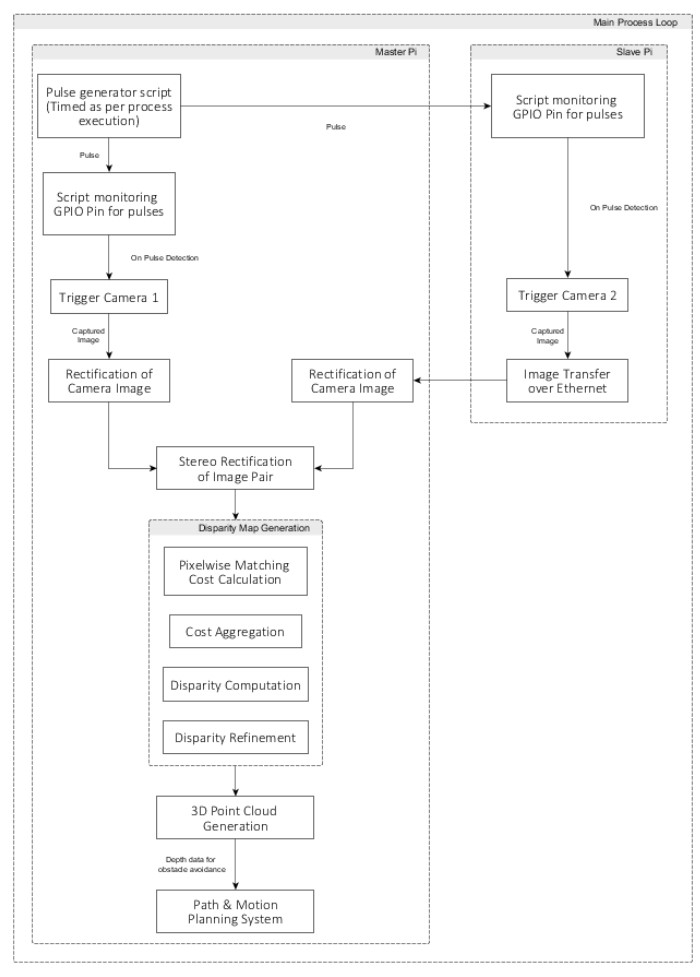 Main Process Loop
Master Pi
Slave Pi
Pulse generator script
(Timed as per process
execution)
Pulse
Script monitoring
GPIO Pin for pulses
Pulse
Script monitoring
GPIO Pin for pulses
On Pulse Detection
On Pulse Detection
Trigger Camera 1
Trigger Camera 2
Captured
Image
Captured
Image
Rectification of
Camera Image
Rectification of
Camera Image
Image Transfer
over Ethernet
Stereo Rectification
of Image Pair
Disparity Map Generation
Pixelwise Matching
Cost Calculation
Cost Aggregation
Disparity Computation
Disparity Refinement
3D Point Cloud
Generation
Depth data for
obstade avoidance
Path & Motion
Planning System